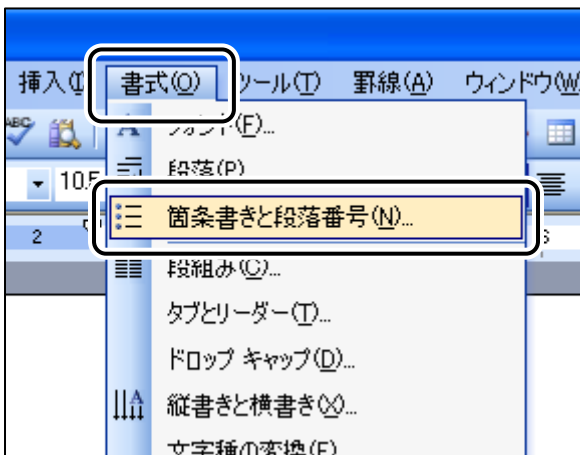 挿入(I 書式(O) ツール(T) 罫線(A) ウィンドウ(W
ABC
フォント(F)...
10.5 段落(P)
箇条書きと段落番号(N)...
2
段組み(C)...
タブとリーダー(T)...
ドロップ キャップ(D)...
縦書きと横書き(X)...
文字種の変換(E)